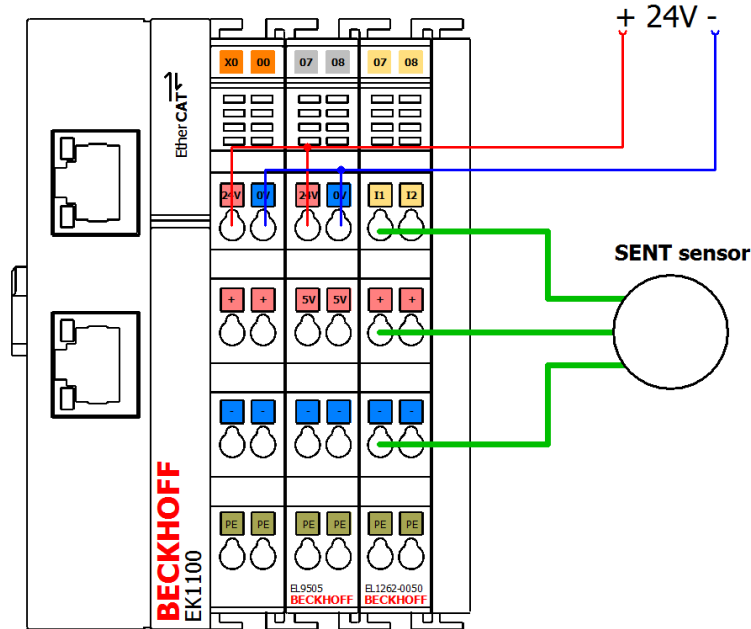 + 24V -
X0 00 07 08 07 08
EtherCAT
24V 0V 24V 0V I1 I2
SENT sensor
+ + 5V 5V + +
- - - - - -
PE PE PE PE PE PE
BECKHOFF
EK1100
EL9505
BECKHOFF
EL1262-0050
BECKHOFF